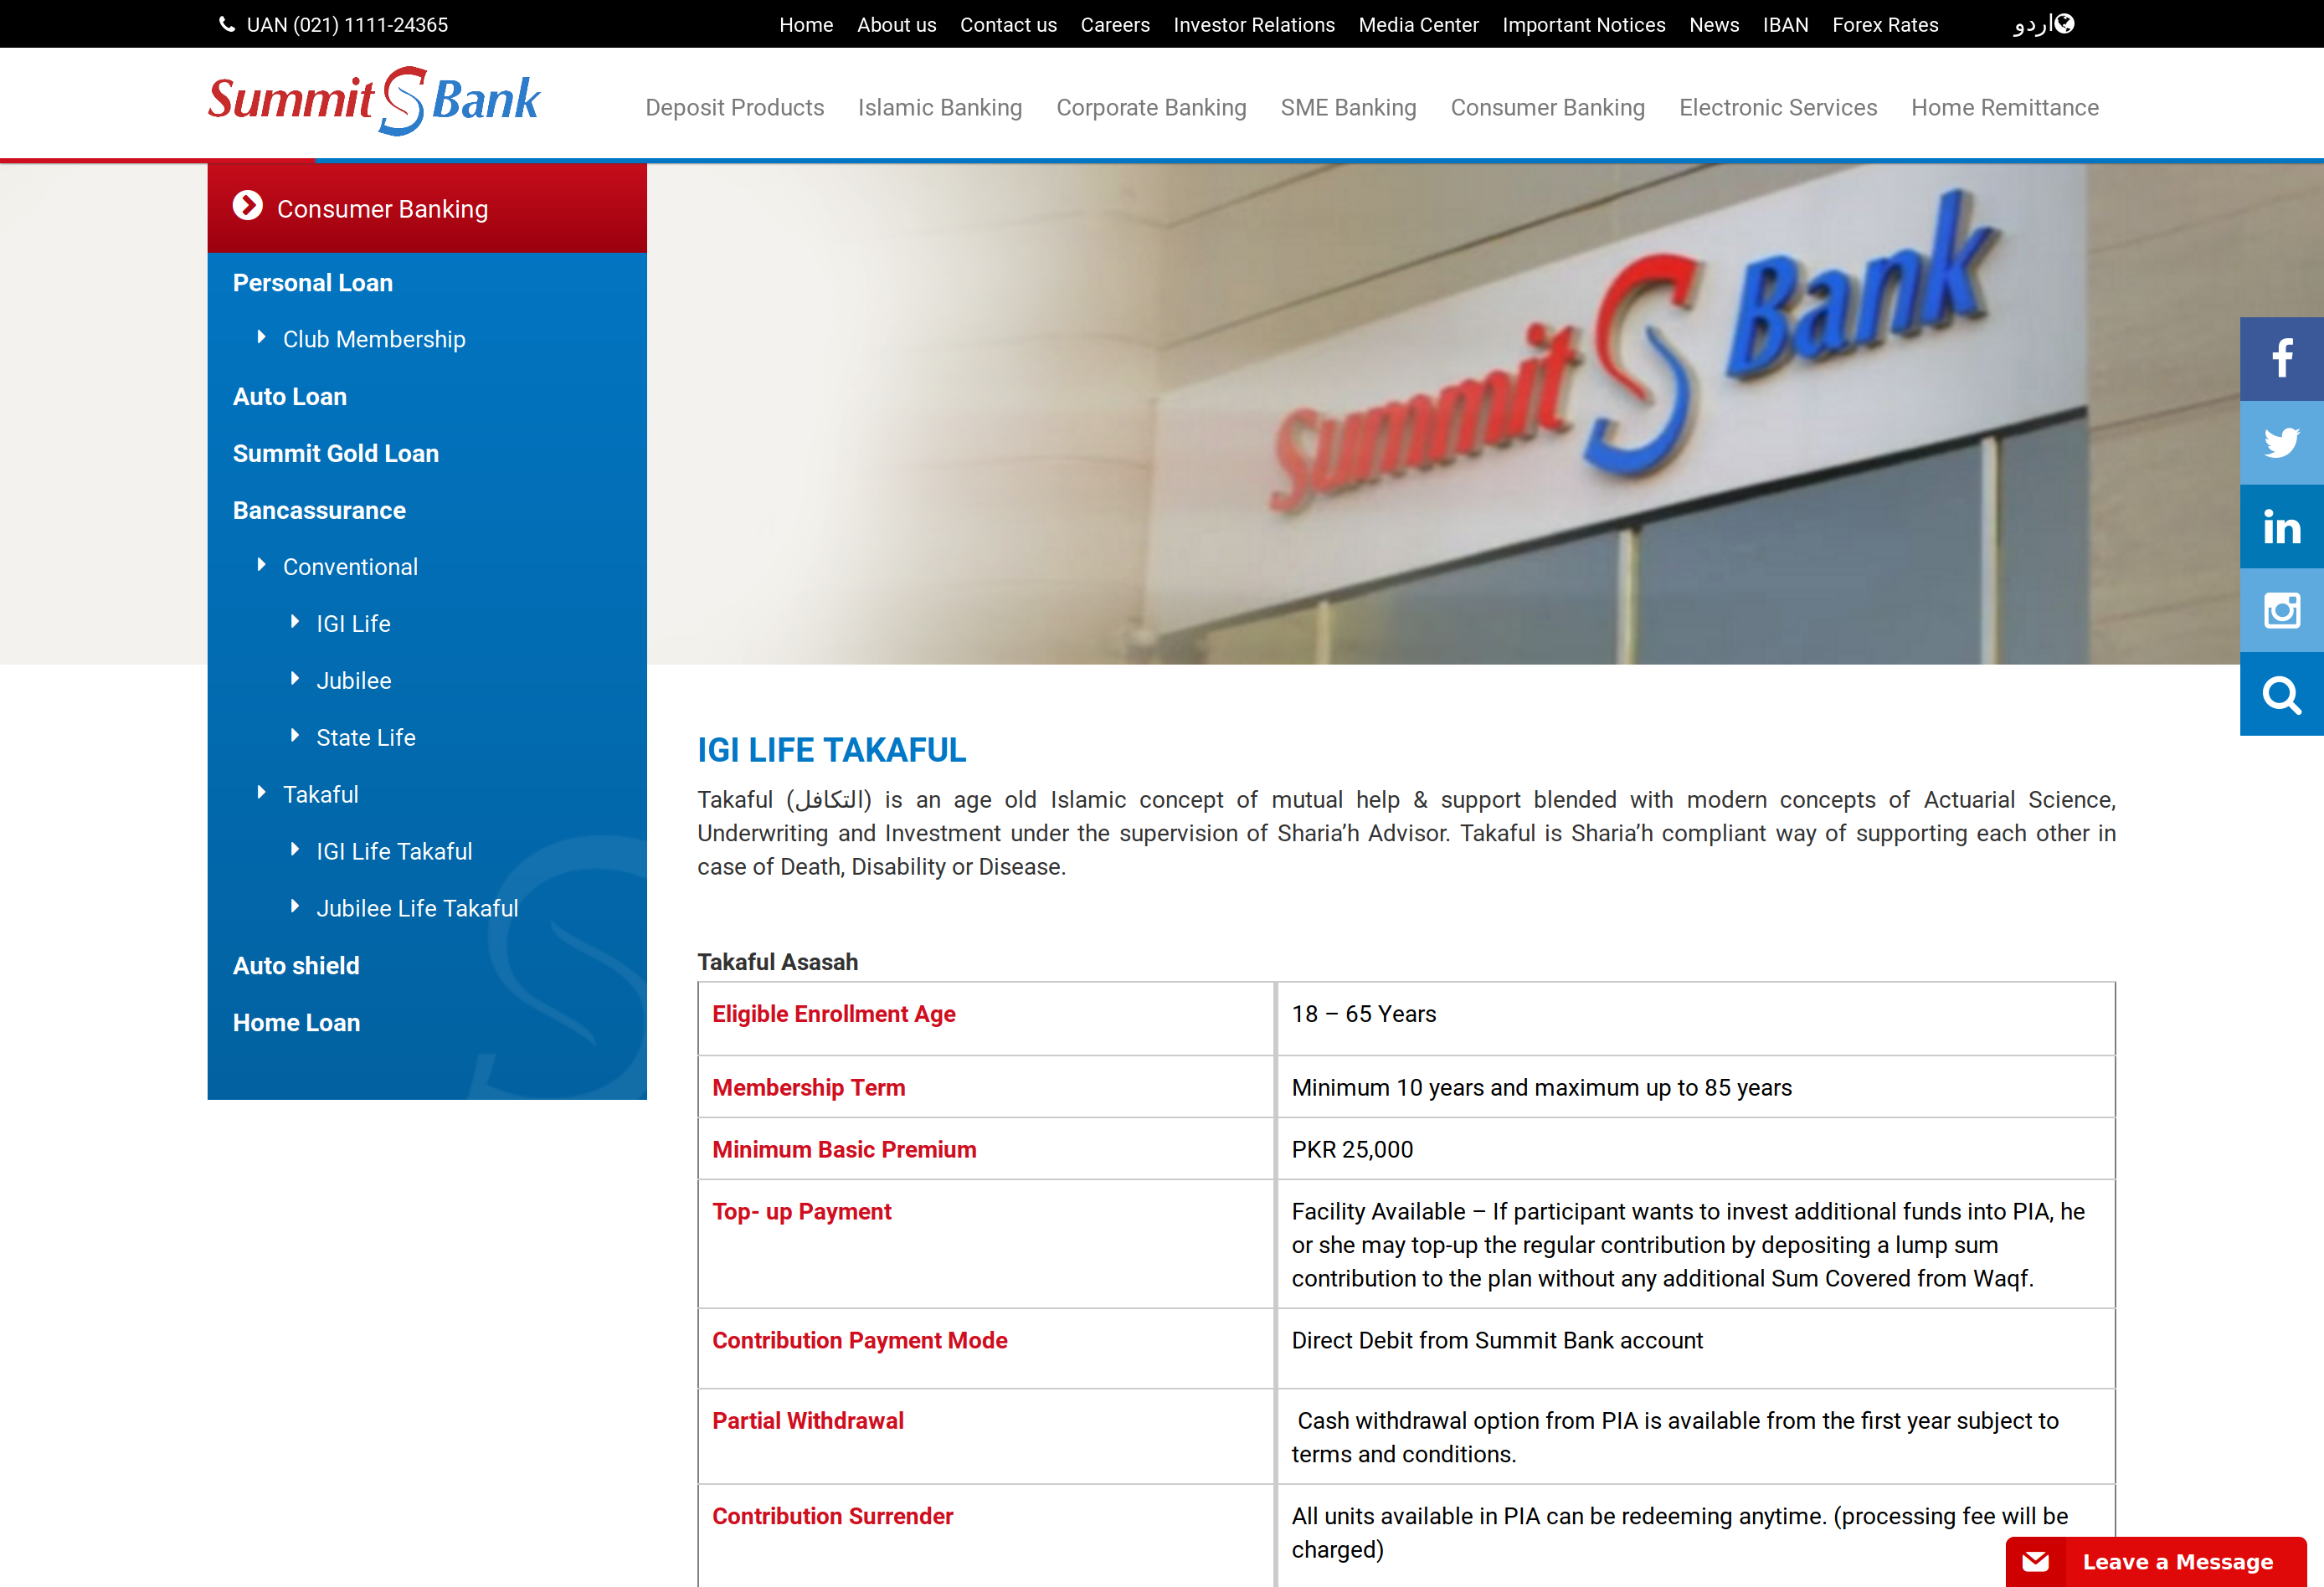 UAN (021) 1111-24365
Home About us Contact us Careers Investor Relations Media Center Important Notices News IBAN Forex Rates اردو
Summit S Bank
Deposit Products Islamic Banking Corporate Banking SME Banking Consumer Banking Electronic Services Home Remittance
Consumer Banking
Personal Loan
Club Membership
Auto Loan
Summit Gold Loan
Bancassurance
Conventional
IGI Life
Jubilee
State Life
Takaful
IGI Life Takaful
Jubilee Life Takaful
Auto shield
Home Loan
Summit S Bank
f
in
IGI LIFE TAKAFUL
Takaful (التكافل) is an age old Islamic concept of mutual help & support blended with modern concepts of Actuarial Science,
Underwriting and Investment under the supervision of Sharia’h Advisor. Takaful is Sharia’h compliant way of supporting each other in
case of Death, Disability or Disease.
Takaful Asasah
Eligible Enrollment Age 18 – 65 Years
Membership Term Minimum 10 years and maximum up to 85 years
Minimum Basic Premium PKR 25,000
Top- up Payment Facility Available – If participant wants to invest additional funds into PIA, he
or she may top-up the regular contribution by depositing a lump sum
contribution to the plan without any additional Sum Covered from Waqf.
Contribution Payment Mode Direct Debit from Summit Bank account
Partial Withdrawal Cash withdrawal option from PIA is available from the first year subject to
terms and conditions.
Contribution Surrender All units available in PIA can be redeeming anytime. (processing fee will be
charged)
Leave a Message